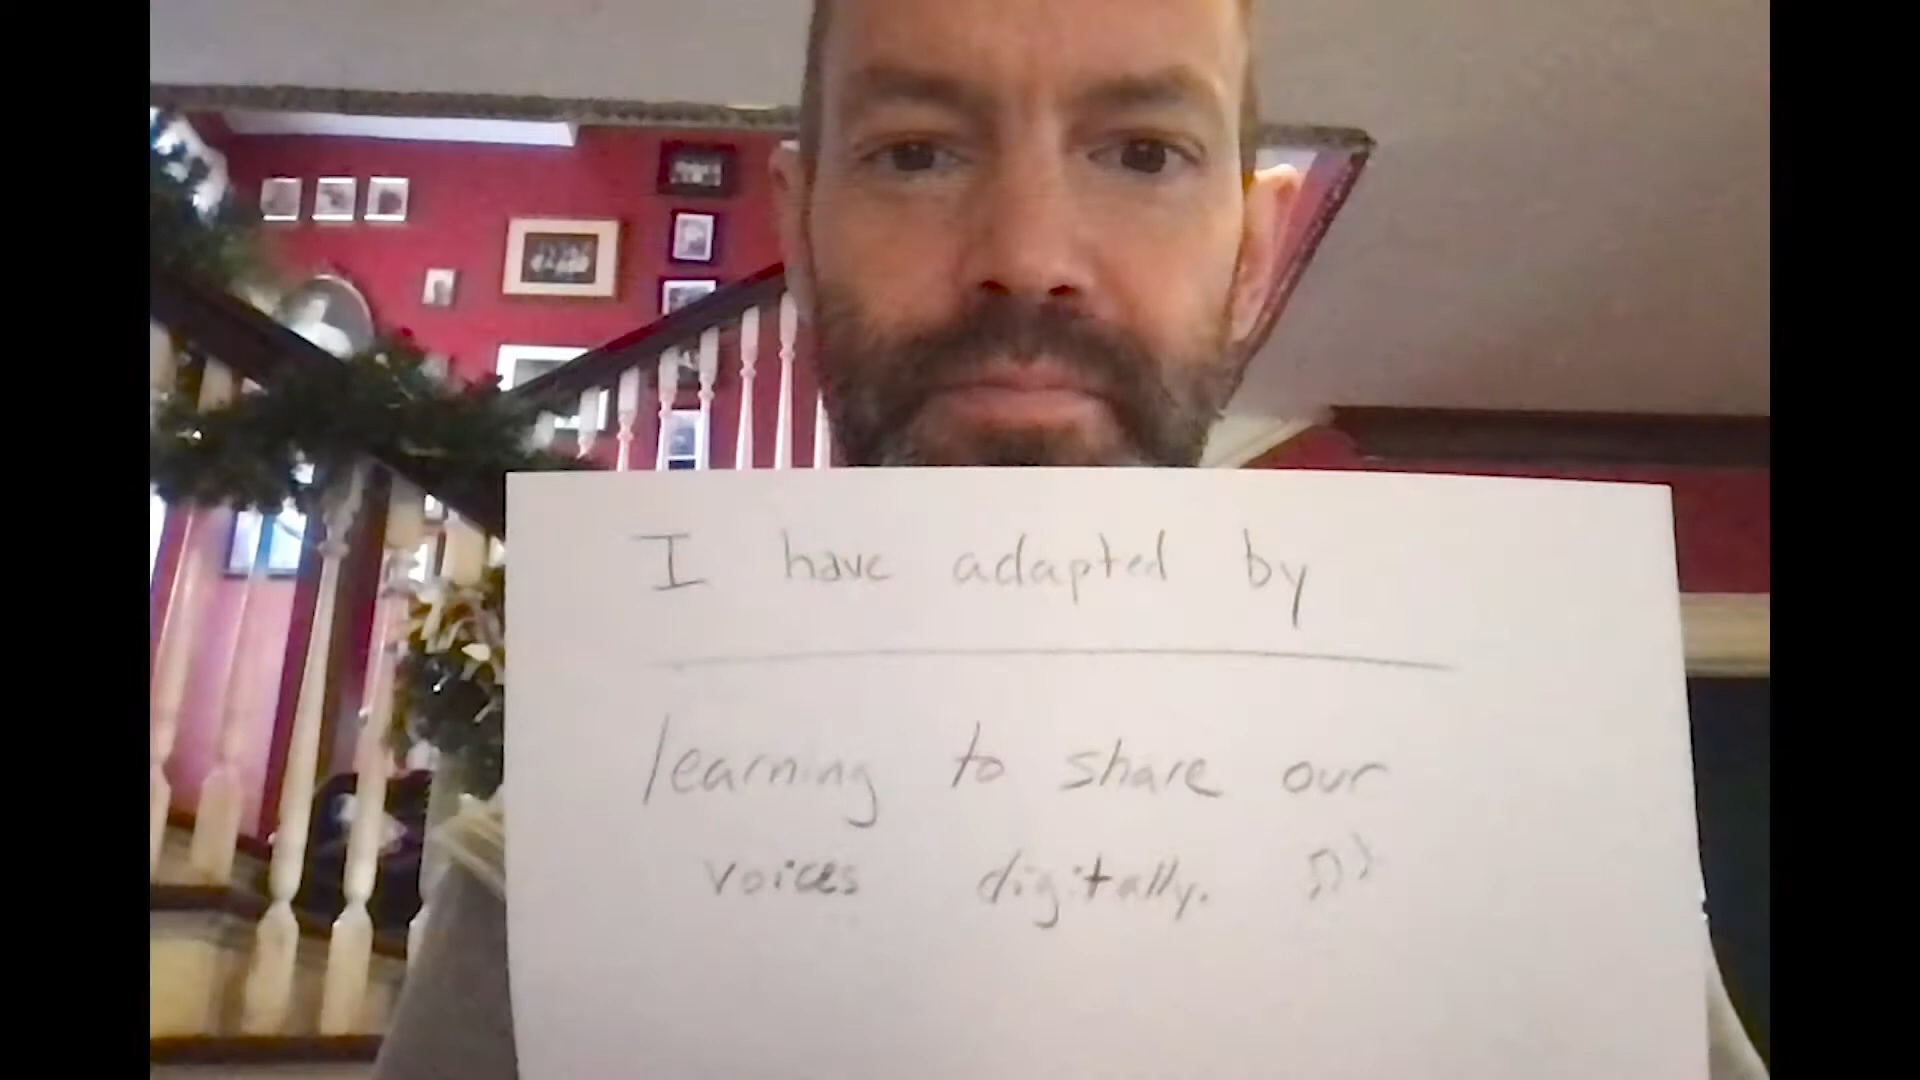 I have adapted by
learning to share our
voices digitally. ♫♪